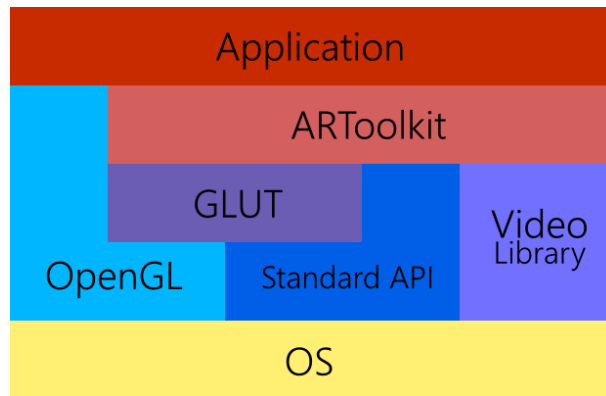 Application
ARToolkit
GLUT
Video
Library
OpenGL
Standard API
OS